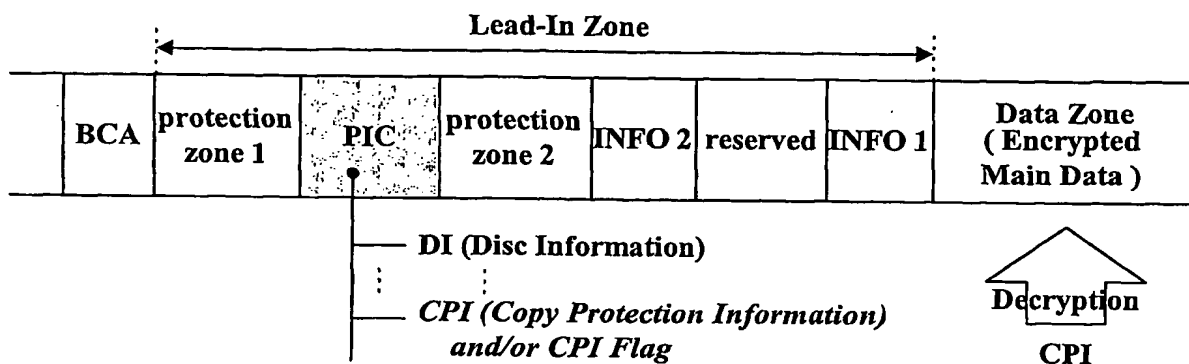 Lead-In Zone
BCA
protection
zone 1
PIC
protection
zone 2
INFO 2
reserved
INFO 1
Data Zone
( Encrypted
Main Data )
DI (Disc Information)
CPI (Copy Protection Information)
and/or CPI Flag
Decryption
CPI